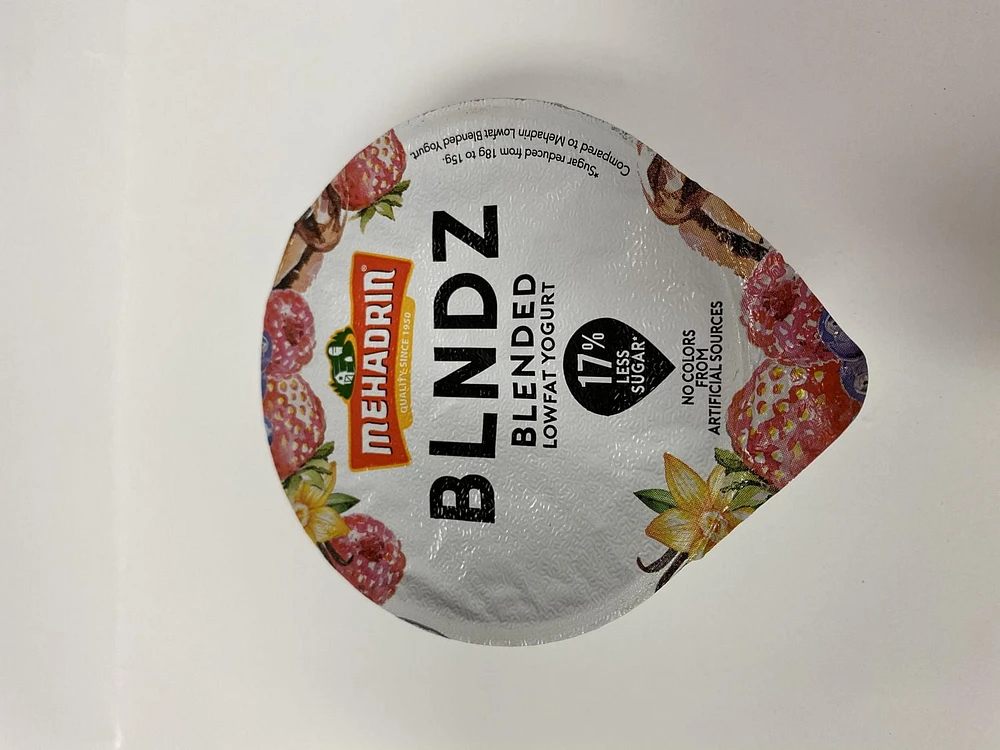 MEHADRIN®
QUALITY SINCE 1950
BLNDZ
BLENDED
LOWFAT YOGURT
17%
LESS
SUGAR*
NO COLORS
FROM
ARTIFICIAL SOURCES
*Sugar reduced from 18g to 15g.
Compared to Mehadrin Lowfat Blended Yogurt.